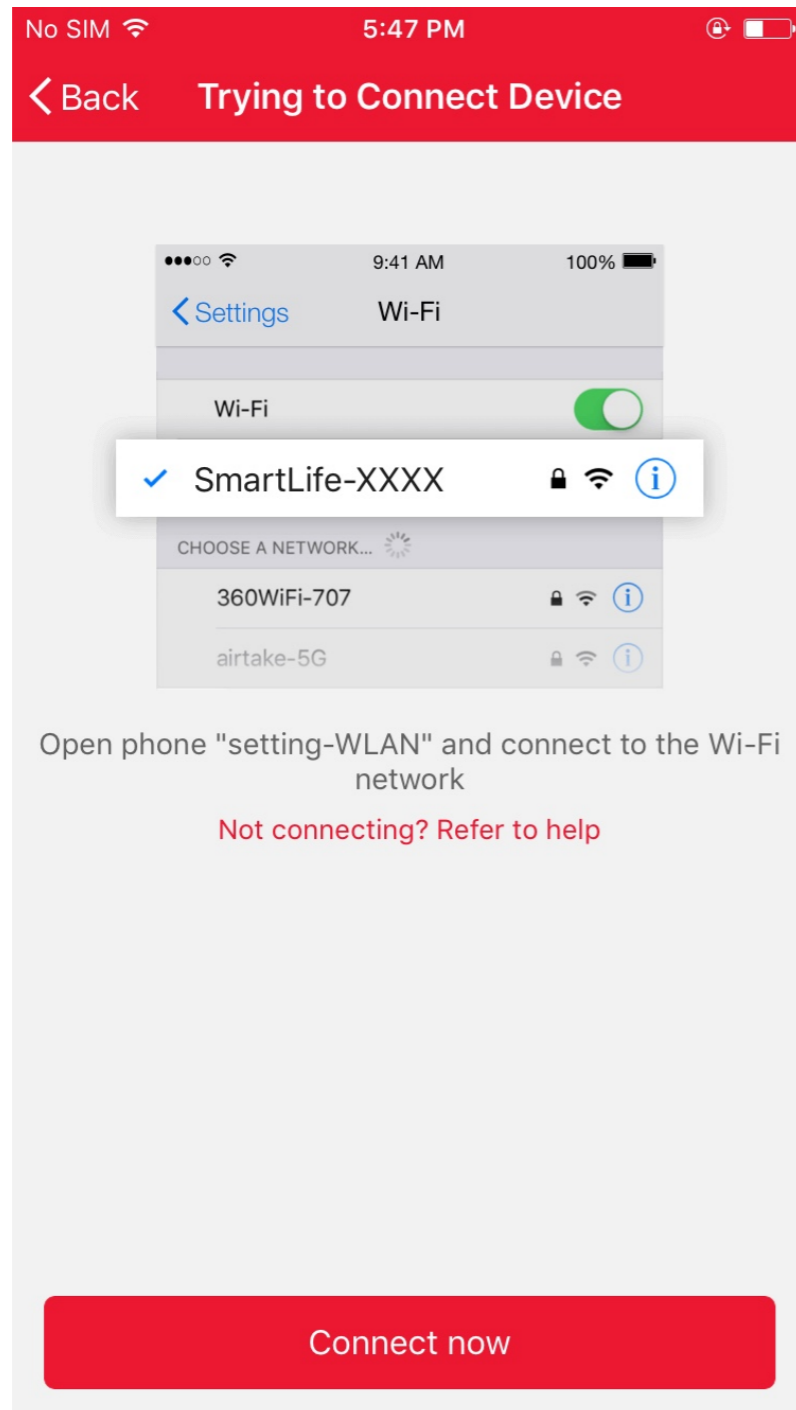 No SIM 5:47 PM
Back Trying to Connect Device
9:41 AM 100%
Settings Wi-Fi
Wi-Fi
SmartLife-XXXX
CHOOSE A NETWORK...
360WiFi-707
airtake-5G
Open phone "setting-WLAN" and connect to the Wi-Fi
network
Not connecting? Refer to help
Connect now